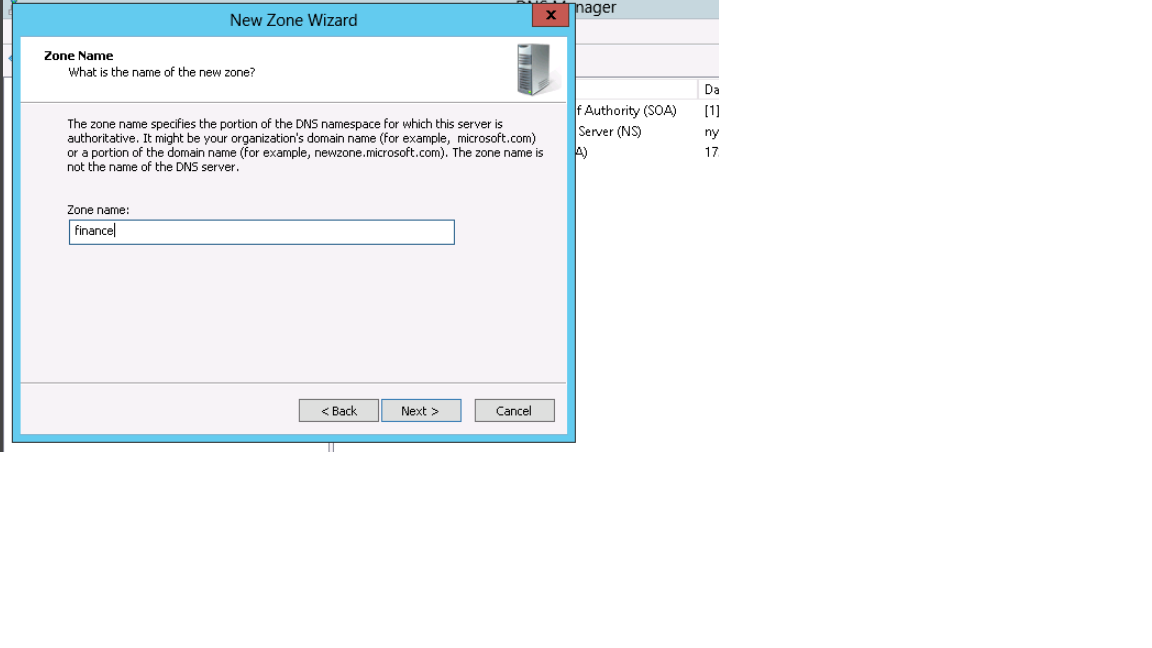 DNS Manager
New Zone Wizard
x
Zone Name
What is the name of the new zone?
The zone name specifies the portion of the DNS namespace for which this server is
authoritative. It might be your organization's domain name (for example, microsoft.com)
or a portion of the domain name (for example, newzone.microsoft.com). The zone name is
not the name of the DNS server.
Zone name:
finance
< Back Next > Cancel
Da
f Authority (SOA) [1]
Server (NS) ny
A) 17